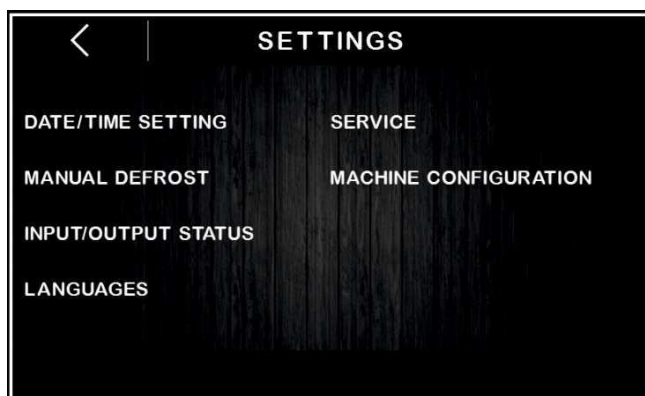 SETTINGS
DATE/TIME SETTING
SERVICE
MANUAL DEFROST
MACHINE CONFIGURATION
INPUT/OUTPUT STATUS
LANGUAGES